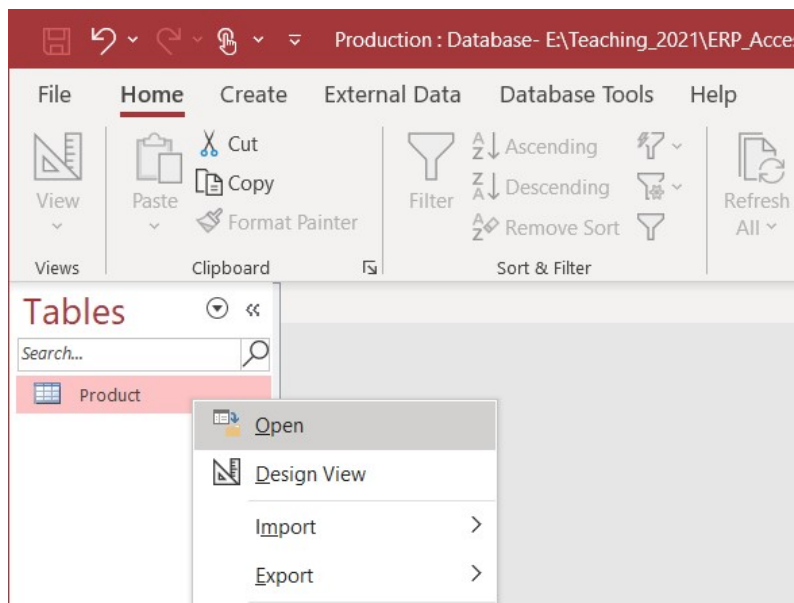 Production : Database- E:\Teaching_2021\ERP_Acce
File Home Create External Data Database Tools Help
View
Paste
Cut
Copy
Format Painter
Filter
Ascending
Descending
Remove Sort
Refresh
All
Views Clipboard Sort & Filter
Tables
Search...
Product
Open
Design View
Import
Export